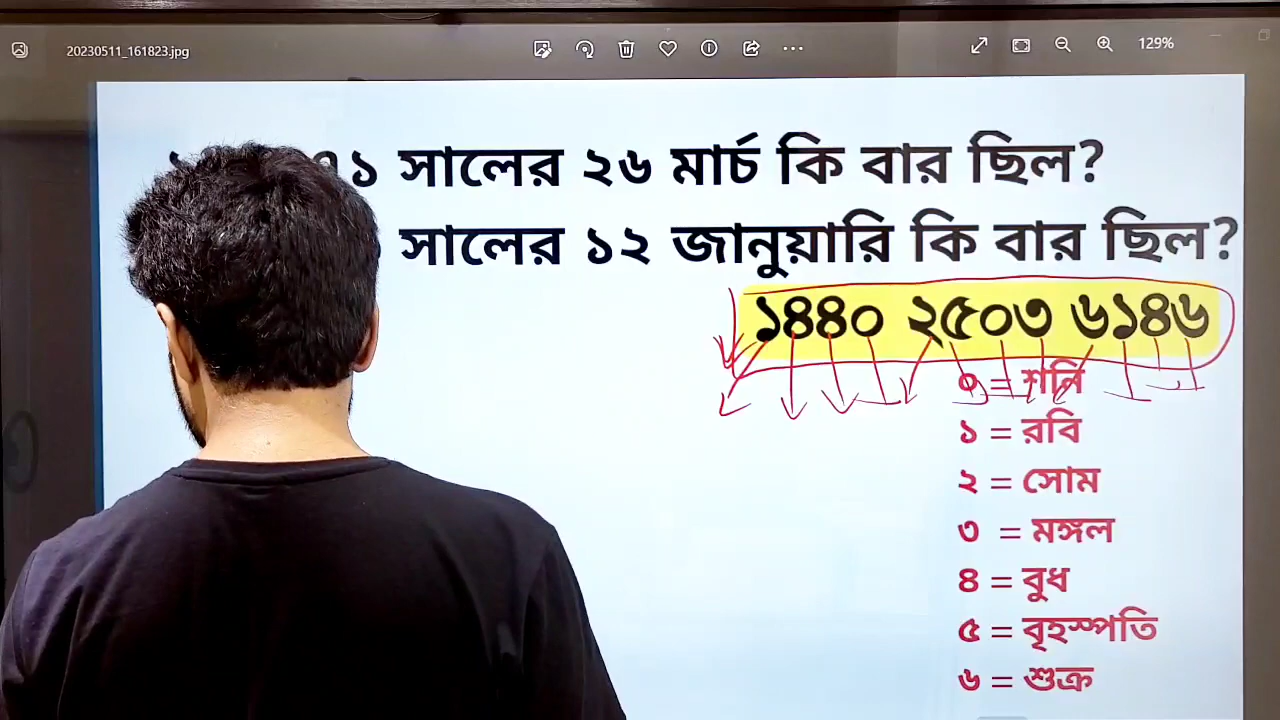 20230511_161823.jpg
129%
১ সালের ২৬ মার্চ কি বার ছিল?
সালের ১২ জানুয়ারি কি বার ছিল?
১৪৪০ ২৫০৩ ৬১৪৬
০ = শনি
১ = রবি
২ = সোম
৩ = মঙ্গল
৪ = বুধ
৫ = বৃহস্পতি
৬ = শুক্র